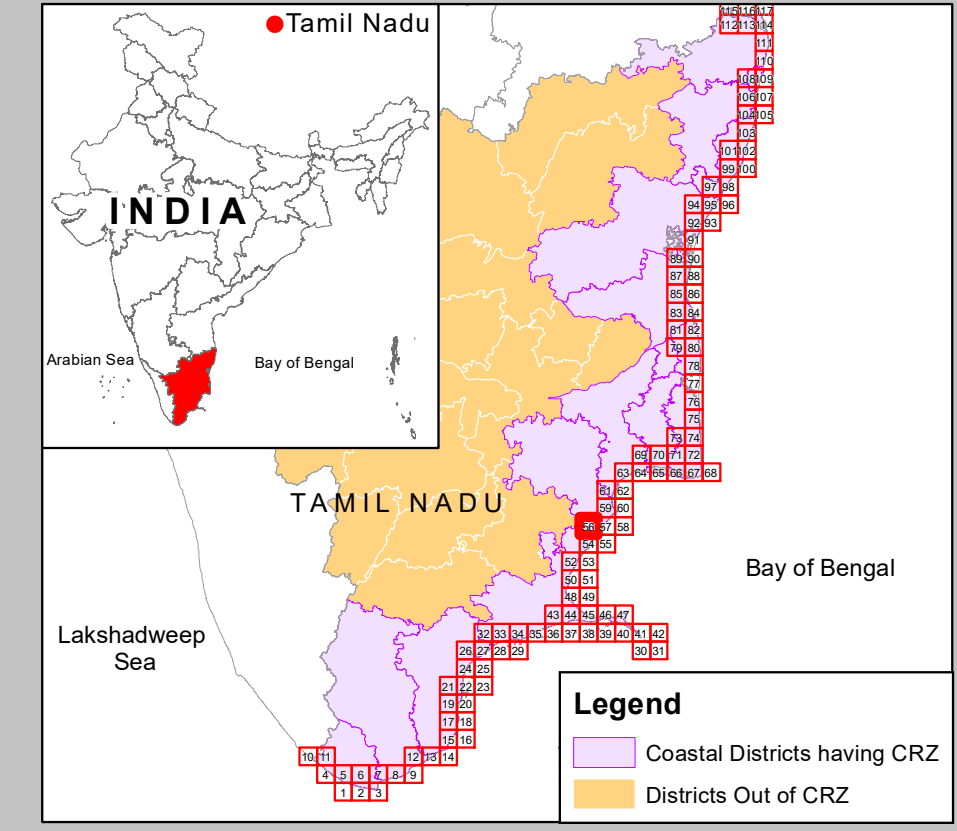 Tamil Nadu
INDIA
Arabian Sea
Bay of Bengal
115 116 117
112 113 114
111
110
108 109
106 107
104 105
103
101 102
99 100
97 98
94 95 96
92 93
91
89 90
87 88
85 86
83 84
81 82
79 80
78
77
76
75
73 74
69 70 71 72
63 64 65 66 67 68
61 62
TAMIL NADU
59 60
56 57 58
54 55
52 53
Bay of Bengal
50 51
48 49
43 44 45 46 47
32 33 34 35 36 37 38 39 40 41 42
Lakshadweep
Sea
26 27 28 29 30 31
24 25
21 22 23
19 20
17 18
15 16
10 11 12 13 14
4 5 6 7 8 9
1 2 3
Legend
Coastal Districts having CRZ
Districts Out of CRZ